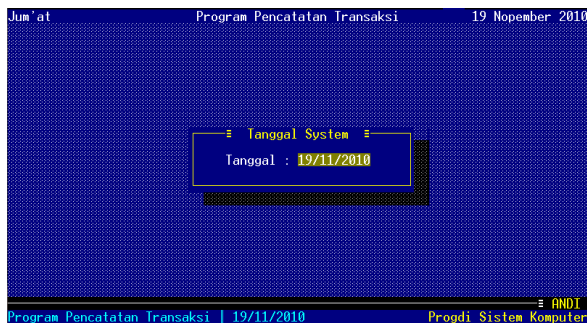 Jum'at Program Pencatatan Transaksi 19 Nopember 2010
≡ Tanggal System ≡
Tanggal : 19/11/2010
≡ ANDI
Program Pencatatan Transaksi | 19/11/2010 Progdi Sistem Komputer